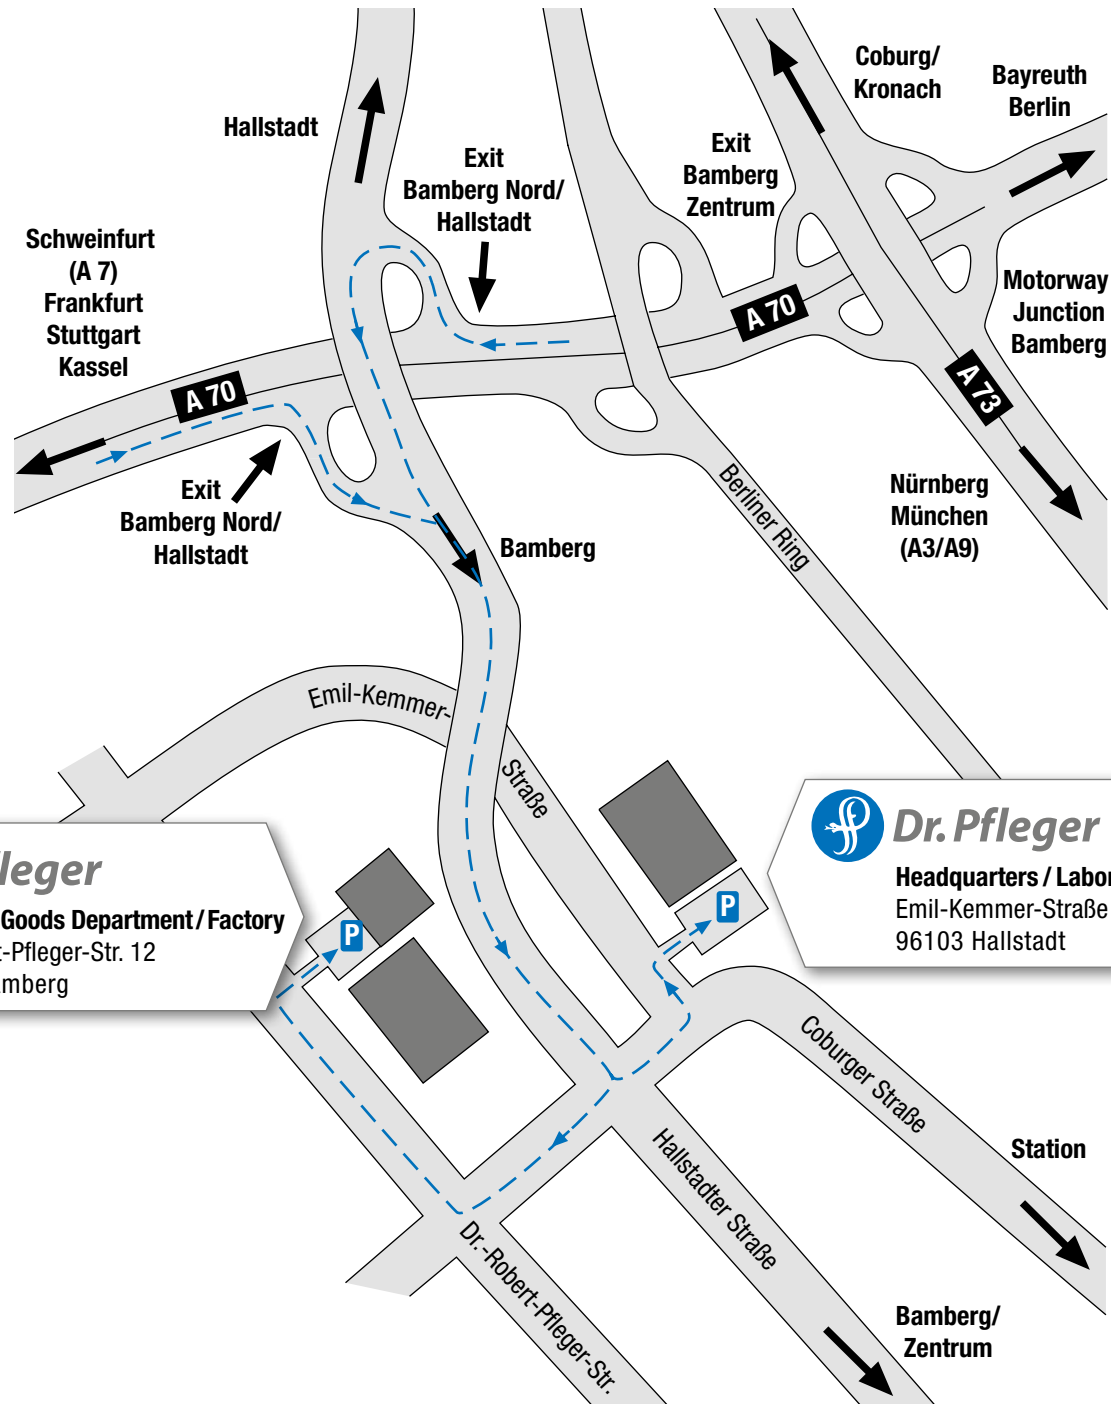 Coburg/
Kronach
Bayreuth
Berlin
Hallstadt
Exit
Bamberg Nord/
Hallstadt
Exit
Bamberg
Zentrum
Schweinfurt
(A 7)
Frankfurt
Stuttgart
Kassel
Motorway
Junction
Bamberg
A 70
A 70
A 73
Exit
Bamberg Nord/
Hallstadt
Bamberg
Berliner Ring
Nürnberg
München
(A3/A9)
Emil-Kemmer-
Straße
Dr. Pfleger
Headquarters / Labor
Emil-Kemmer-Straße
96103 Hallstadt
P
leger
Goods Department / Factory
t-Pfleger-Str. 12
mberg
P
Coburger Straße
Station
Hallstadter Straße
Dr.-Robert-Pfleger-Str.
Bamberg/
Zentrum